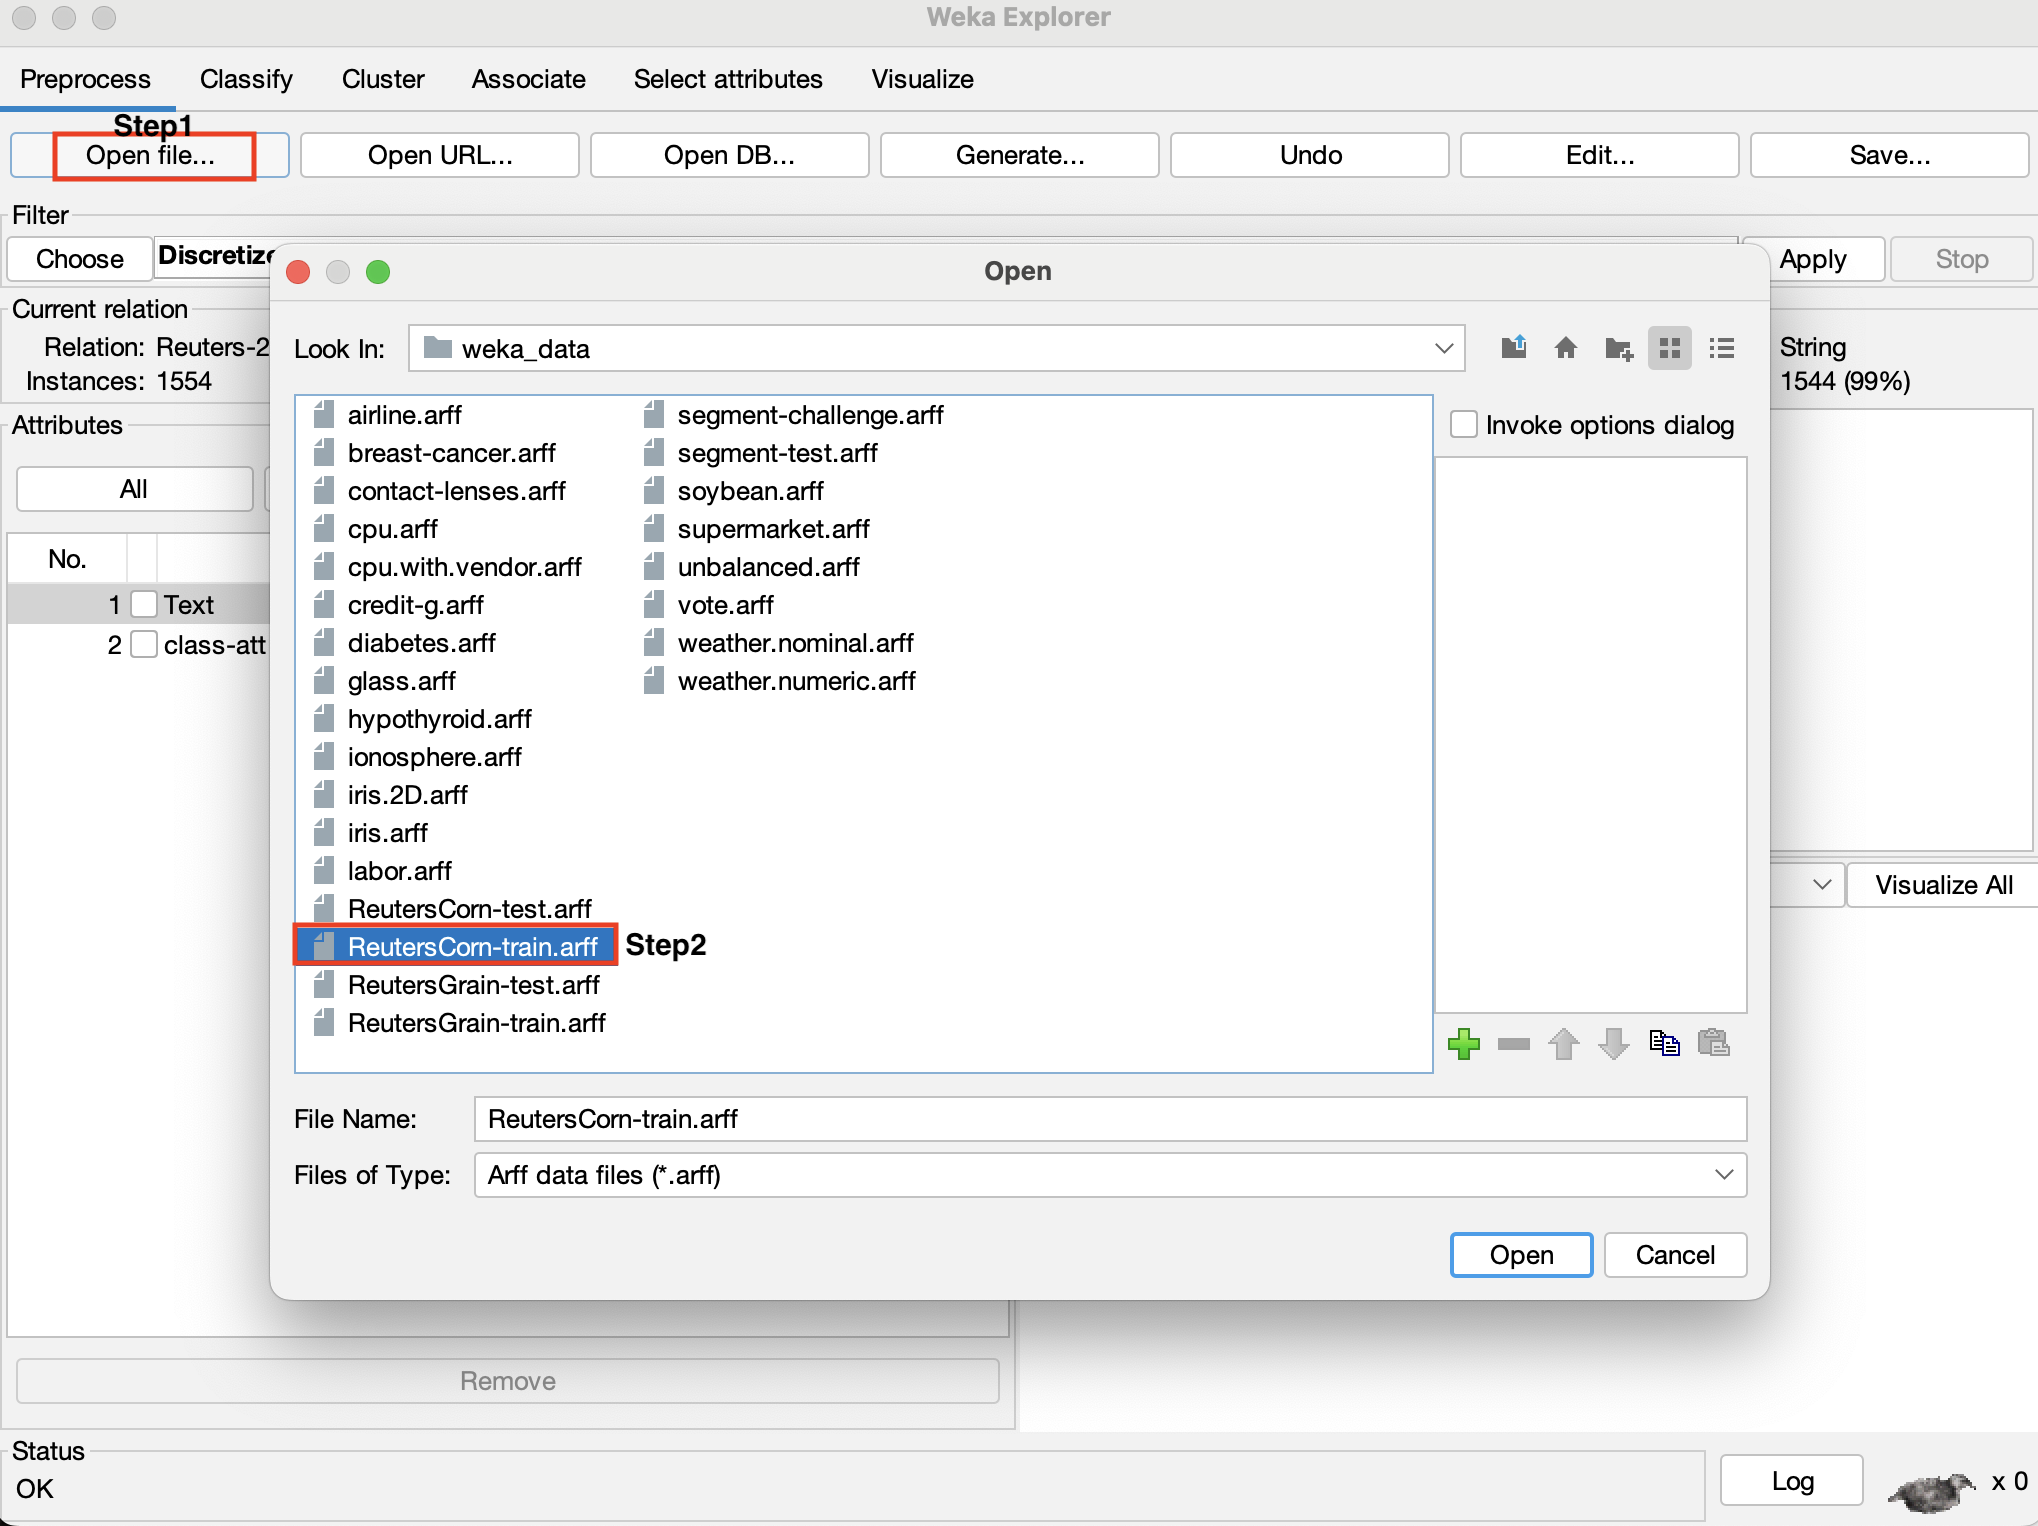 Weka Explorer
Preprocess Classify Cluster Associate Select attributes Visualize
Step1
Open file... Open URL... Open DB... Generate... Undo Edit... Save...
Filter
Choose Discretize Apply Stop
Open
Current relation
Relation: Reuters-2 String
Instances: 1554 1544 (99%)
Look In: weka_data
Attributes
All
No.
1 Text
2 class-att
Invoke options dialog
airline.arff
breast-cancer.arff
contact-lenses.arff
cpu.arff
cpu.with.vendor.arff
credit-g.arff
diabetes.arff
glass.arff
hypothyroid.arff
ionosphere.arff
iris.2D.arff
iris.arff
labor.arff
ReutersCorn-test.arff
ReutersCorn-train.arff Step2
ReutersGrain-test.arff
ReutersGrain-train.arff
segment-challenge.arff
segment-test.arff
soybean.arff
supermarket.arff
unbalanced.arff
vote.arff
weather.nominal.arff
weather.numeric.arff
Visualize All
File Name: ReutersCorn-train.arff
Files of Type: Arff data files (*.arff)
Open Cancel
Remove
Status
OK
Log x 0